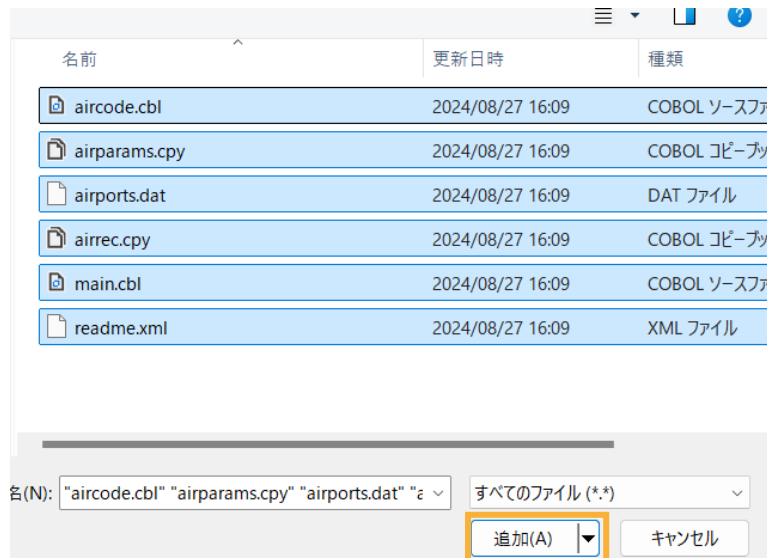 名前 更新日時 種類
aircode.cbl 2024/08/27 16:09 COBOL ソースファ
airparams.cpy 2024/08/27 16:09 COBOL コピーブッ
airports.dat 2024/08/27 16:09 DAT ファイル
airrec.cpy 2024/08/27 16:09 COBOL コピーブッ
main.cbl 2024/08/27 16:09 COBOL ソースファ
readme.xml 2024/08/27 16:09 XML ファイル
名(N): "aircode.cbl" "airparams.cpy" "airports.dat" "a すべてのファイル (*.*)
追加(A) キャンセル